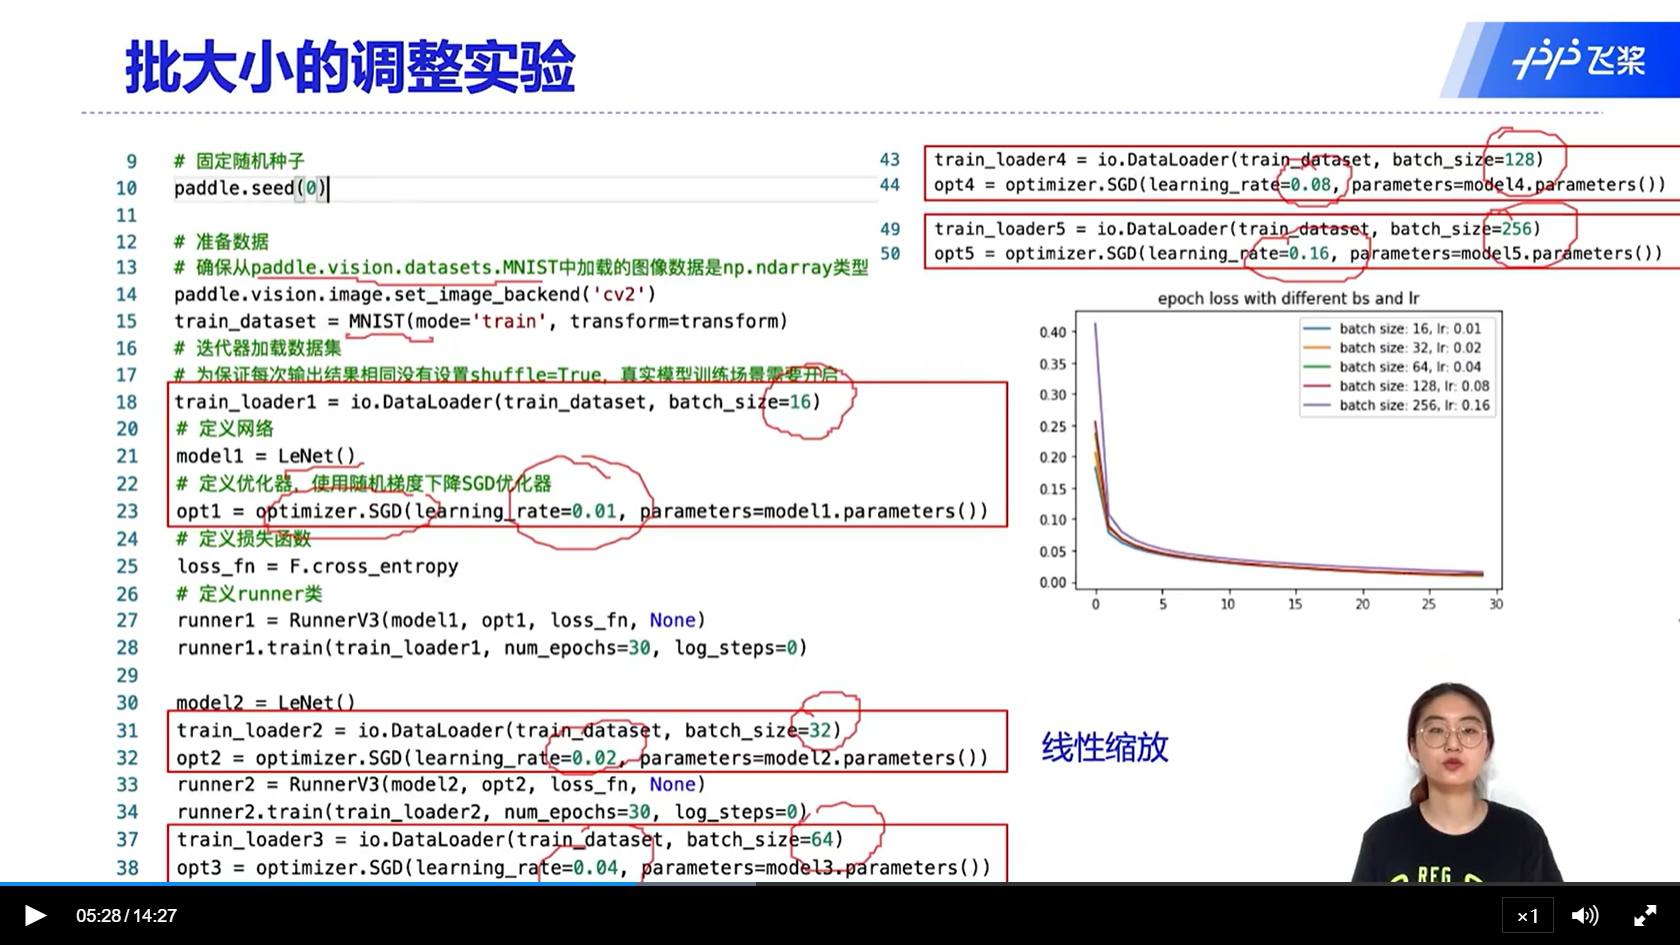 批大小的调整实验
飞桨
9 # 固定随机种子
10 paddle.seed(0)
11
12 # 准备数据
13 # 确保从paddle.vision.datasets.MNIST中加载的图像数据是np.ndarray类型
14 paddle.vision.image.set_image_backend('cv2')
15 train_dataset = MNIST(mode='train', transform=transform)
16 # 迭代器加载数据集
17 # 为保证每次输出结果相同没有设置shuffle=True，真实模型训练场景需要开启
18 train_loader1 = io.DataLoader(train_dataset, batch_size=16)
20 # 定义网络
21 model1 = LeNet()
22 # 定义优化器，使用随机梯度下降SGD优化器
23 opt1 = optimizer.SGD(learning_rate=0.01, parameters=model1.parameters())
24 # 定义损失函数
25 loss_fn = F.cross_entropy
26 # 定义runner类
27 runner1 = RunnerV3(model1, opt1, loss_fn, None)
28 runner1.train(train_loader1, num_epochs=30, log_steps=0)
29
30 model2 = LeNet()
31 train_loader2 = io.DataLoader(train_dataset, batch_size=32)
32 opt2 = optimizer.SGD(learning_rate=0.02, parameters=model2.parameters())
33 runner2 = RunnerV3(model2, opt2, loss_fn, None)
34 runner2.train(train_loader2, num_epochs=30, log_steps=0)
37 train_loader3 = io.DataLoader(train_dataset, batch_size=64)
38 opt3 = optimizer.SGD(learning_rate=0.04, parameters=model3.parameters())
43 train_loader4 = io.DataLoader(train_dataset, batch_size=128)
44 opt4 = optimizer.SGD(learning_rate=0.08, parameters=model4.parameters())
49 train_loader5 = io.DataLoader(train_dataset, batch_size=256)
50 opt5 = optimizer.SGD(learning_rate=0.16, parameters=model5.parameters())
epoch loss with different bs and lr
batch size: 16, lr: 0.01
batch size: 32, lr: 0.02
batch size: 64, lr: 0.04
batch size: 128, lr: 0.08
batch size: 256, lr: 0.16
0.40
0.35
0.30
0.25
0.20
0.15
0.10
0.05
0.00
0 5 10 15 20 25 30
线性缩放
REG
05:28/14:27
×1